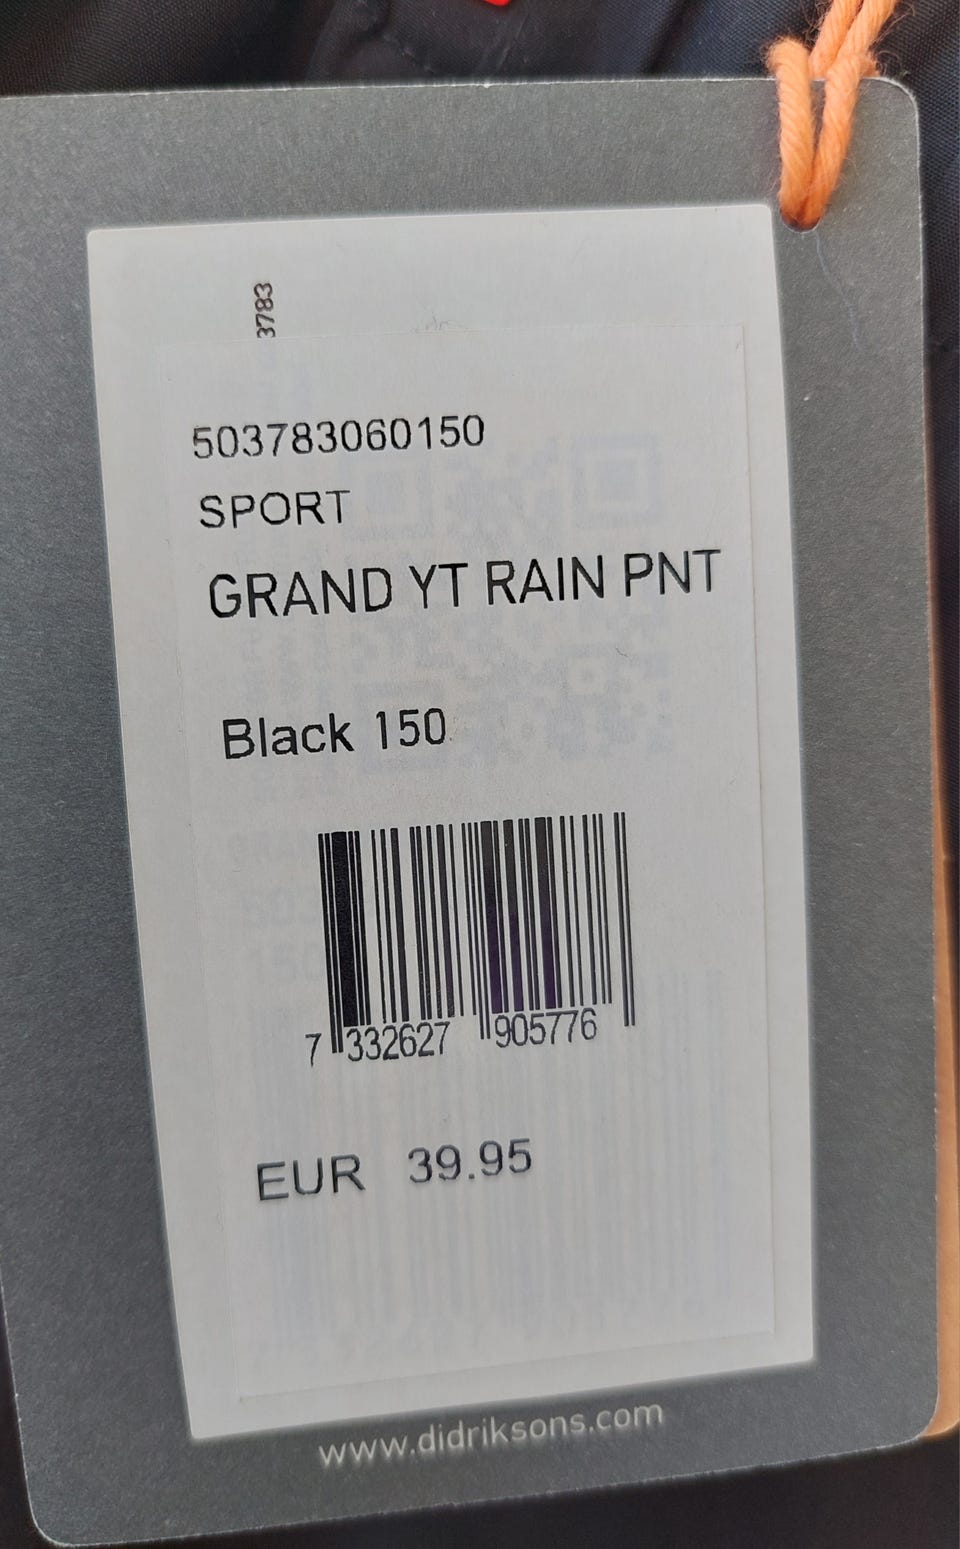 3783
503783060150
SPORT
GRAND YT RAIN PNT
Black 150
7 332627 905776
EUR 39.95
www.didriksons.com